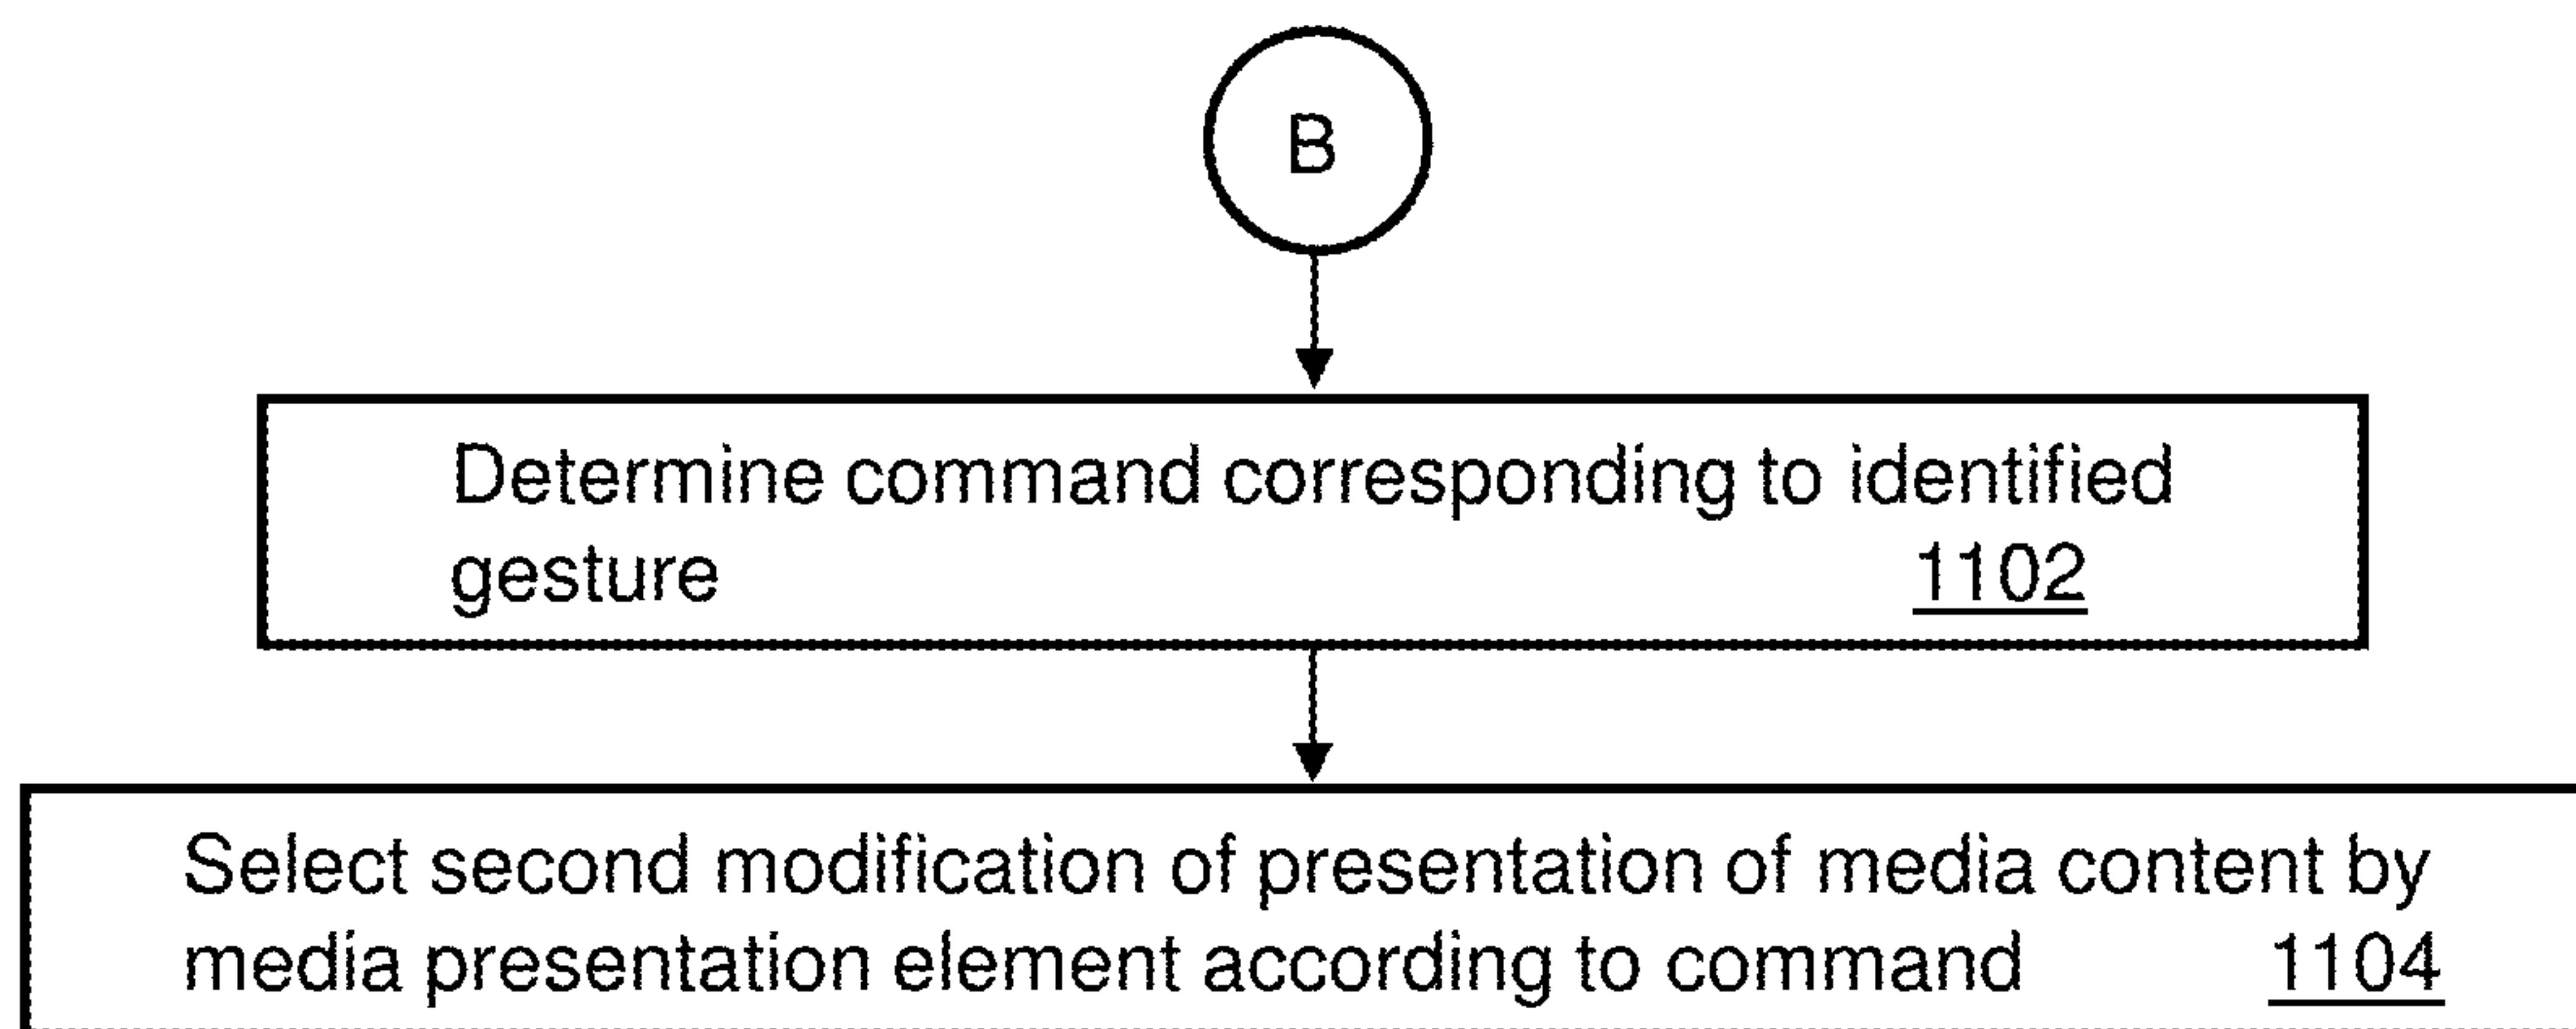 B
Determine command corresponding to identified
gesture 1102
Select second modification of presentation of media content by
media presentation element according to command 1104